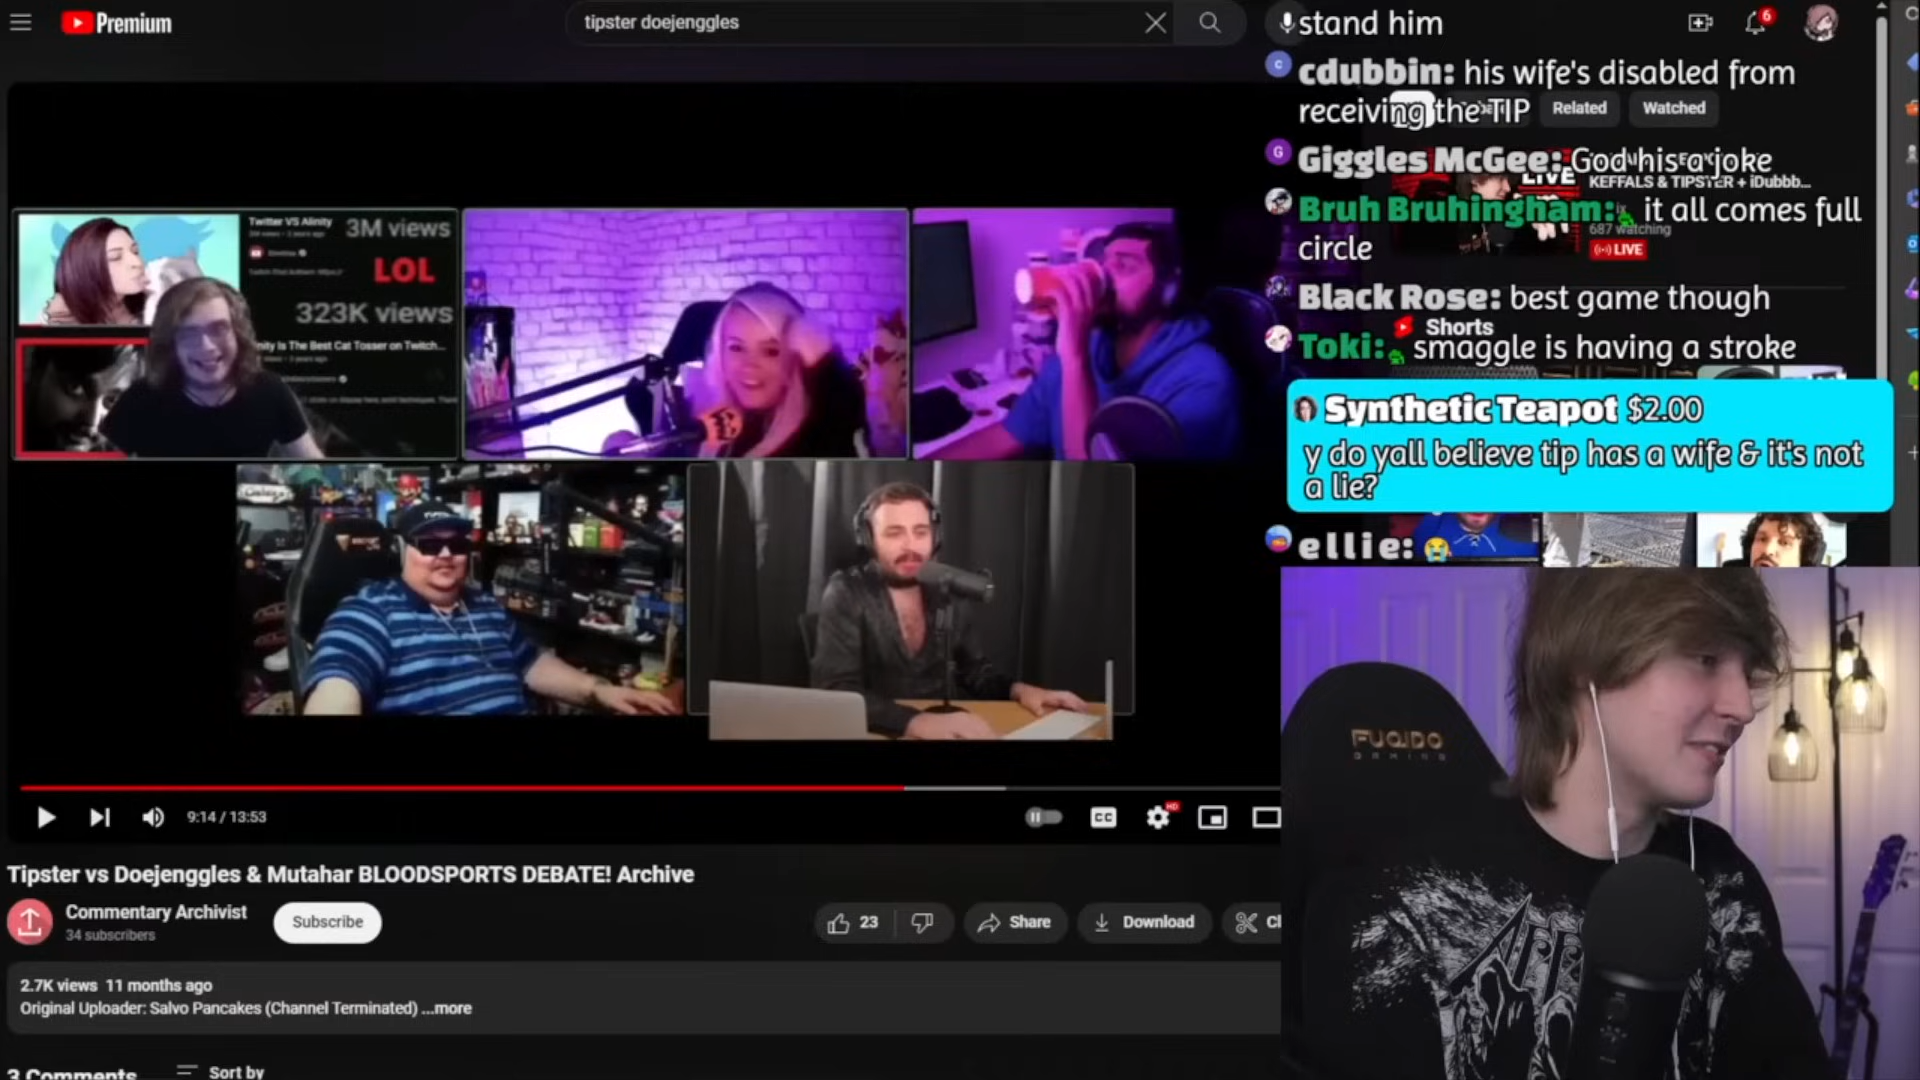 Premium
tipster doejenggles
6
stand him
cdubbin: his wife's disabled from
receiving the TIP
Related
Watched
Giggles McGee: God his a joke
LIVE
KEFFALS & TIPSTER + iDubbb...
Bruh Bruhingham: it all comes full
circle
687 watching
LIVE
Black Rose: best game though
Shorts
Toki: smaggle is having a stroke
Synthetic Teapot $2.00
y do yall believe tip has a wife & it's not
a lie?
ellie:
Twitter VS Alinity
3M views
LOL
323K views
Is The Best Cat Tosser on Twitch...
FUQIDO
GAMING
9:14 / 13:53
CC
HD
Tipster vs Doejenggles & Mutahar BLOODSPORTS DEBATE! Archive
Commentary Archivist
34 subscribers
Subscribe
23
Share
Download
2.7K views 11 months ago
Original Uploader: Salvo Pancakes (Channel Terminated) ...more
3 Comments
Sort by